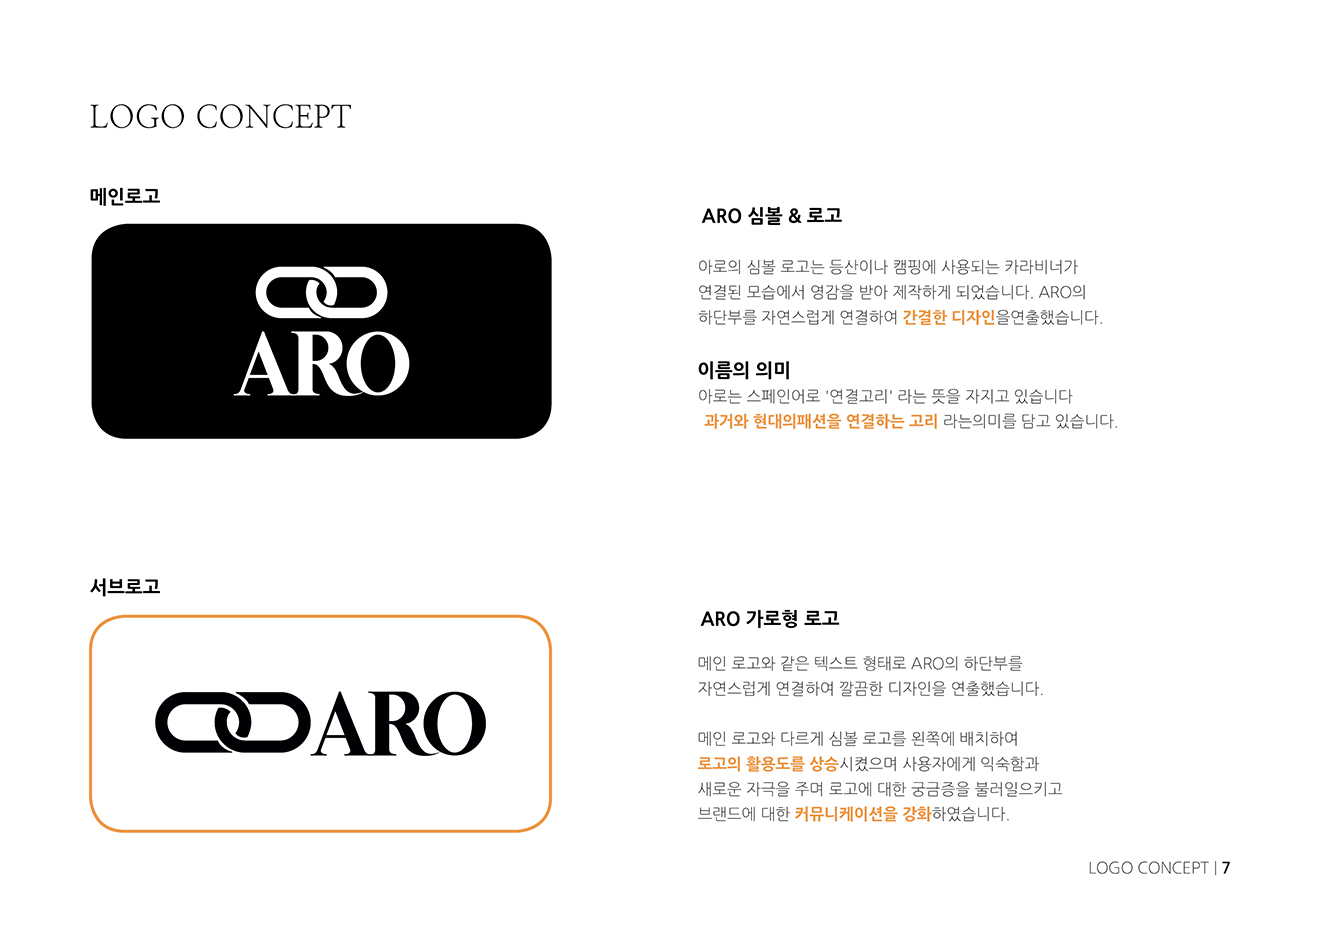 LOGO CONCEPT
메인로고
ARO
ARO 심볼 & 로고
아로의 심볼 로고는 등산이나 캠핑에 사용되는 카라비너가
연결된 모습에서 영감을 받아 제작하게 되었습니다. ARO의
하단부를 자연스럽게 연결하여 간결한 디자인을연출했습니다.
이름의 의미
아로는 스페인어로 '연결고리' 라는 뜻을 자지고 있습니다
과거와 현대의패션을 연결하는 고리 라는의미를 담고 있습니다.
서브로고
ARO
ARO 가로형 로고
메인 로고와 같은 텍스트 형태로 ARO의 하단부를
자연스럽게 연결하여 깔끔한 디자인을 연출했습니다.
메인 로고와 다르게 심볼 로고를 왼쪽에 배치하여
로고의 활용도를 상승시켰으며 사용자에게 익숙함과
새로운 자극을 주며 로고에 대한 궁금증을 불러일으키고
브랜드에 대한 커뮤니케이션을 강화하였습니다.
LOGO CONCEPT | 7